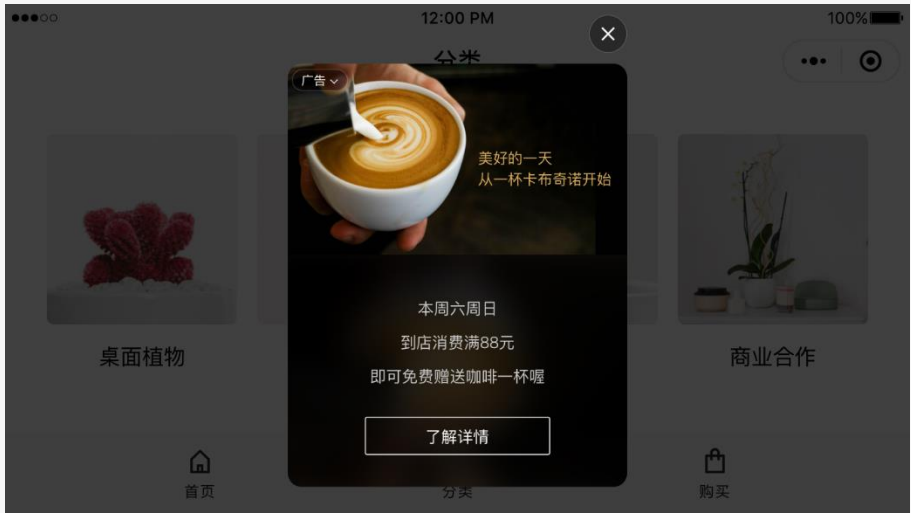 12:00 PM
100%
分类
广告
美好的一天
从一杯卡布奇诺开始
本周六周日
到店消费满88元
即可免费赠送咖啡一杯喔
了解详情
桌面植物
商业合作
首页
分类
购买